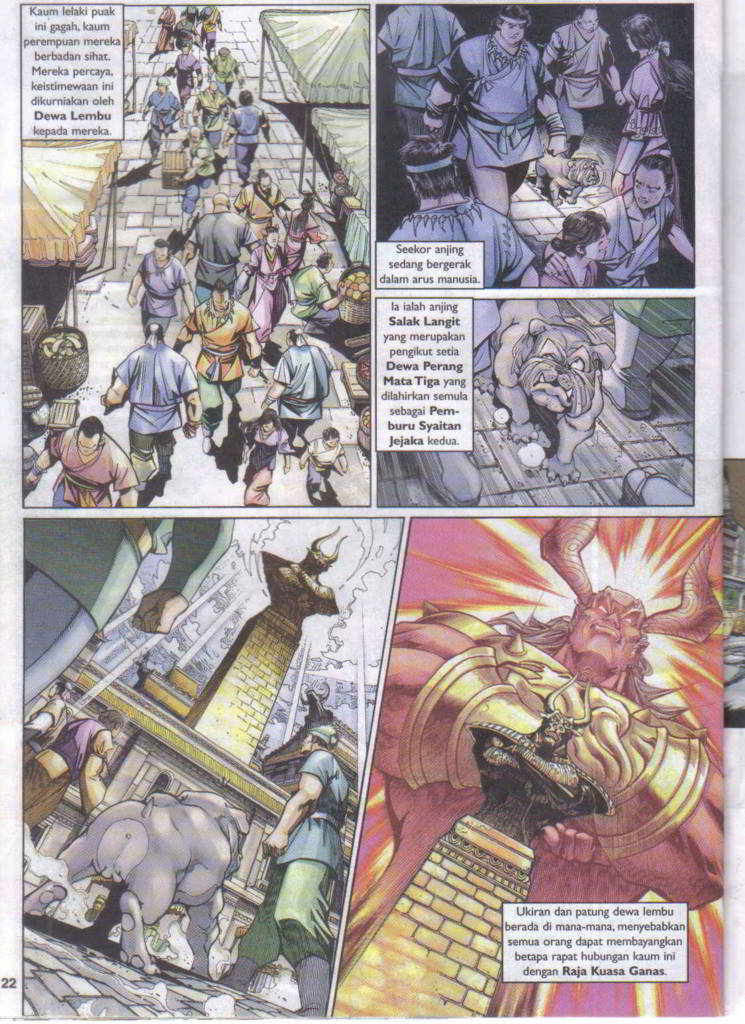 Kaum lelaki puak
ini gagah, kaum
perempuan mereka
berbadan sihat.
Mereka percaya,
keistimewaan ini
dikurniakan oleh
Dewa Lembu
kepada mereka.
Seekor anjing
sedang bergerak
dalam arus manusia.
Ia ialah anjing
Salak Langit
yang merupakan
pengikut setia
Dewa Perang
Mata Tiga yang
dilahirkan semula
sebagai Pem-
buru Syaitan
Jejaka kedua.
Ukiran dan patung dewa lembu
berada di mana-mana, menyebabkan
semua orang dapat membayangkan
betapa rapat hubungan kaum ini
dengan Raja Kuasa Ganas.
22